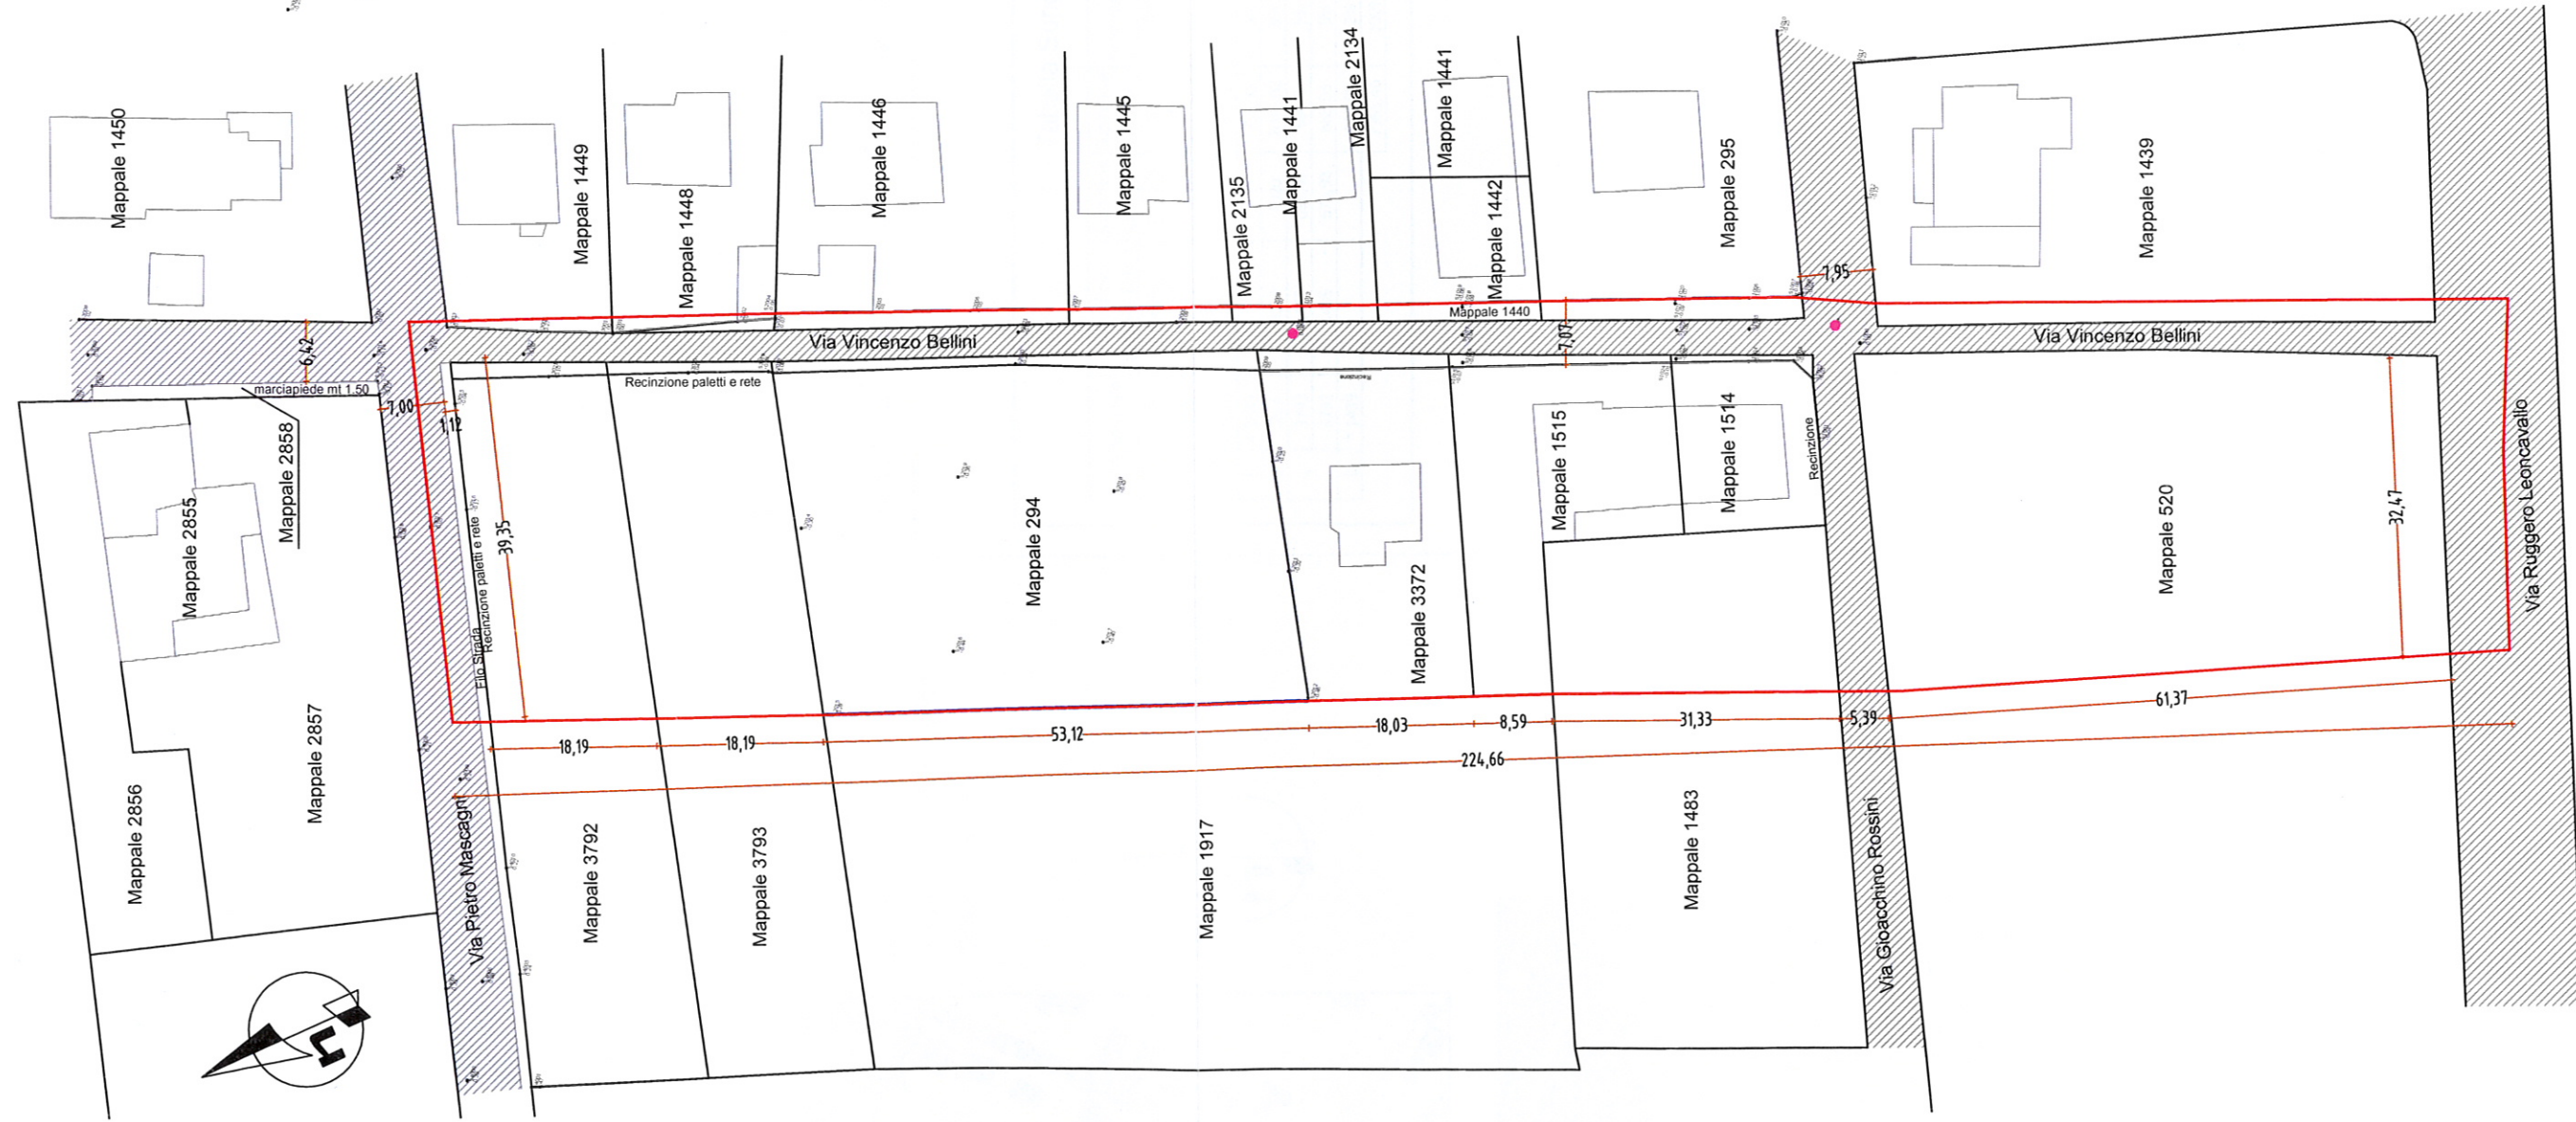 Mappale 1450
Mappale 1449
Mappale 1448
Mappale 1446
Mappale 1445
Mappale 2135
Mappale 1441
Mappale 2134
Mappale 1441
Mappale 1442
Mappale 295
Mappale 1439
7,95
6,42
Via Vincenzo Bellini
Mappale 1440
7,07
Via Vincenzo Bellini
marciapiede mt 1.50
Recinzione paletti e rete
Recinzione
7,00
1,12
Mappale 2858
Mappale 2855
Filo Strada
Recinzione paletti e rete
39,35
Mappale 294
Mappale 3372
Mappale 1515
Mappale 1514
Recinzione
Mappale 520
32,47
Via Ruggero Leoncavallo
Mappale 2857
Mappale 2856
18,19
18,19
53,12
18,03
8,59
31,33
5,39
61,37
224,66
Via Pietro Mascagni
Mappale 3792
Mappale 3793
Mappale 1917
Mappale 1483
Via Gioacchino Rossini